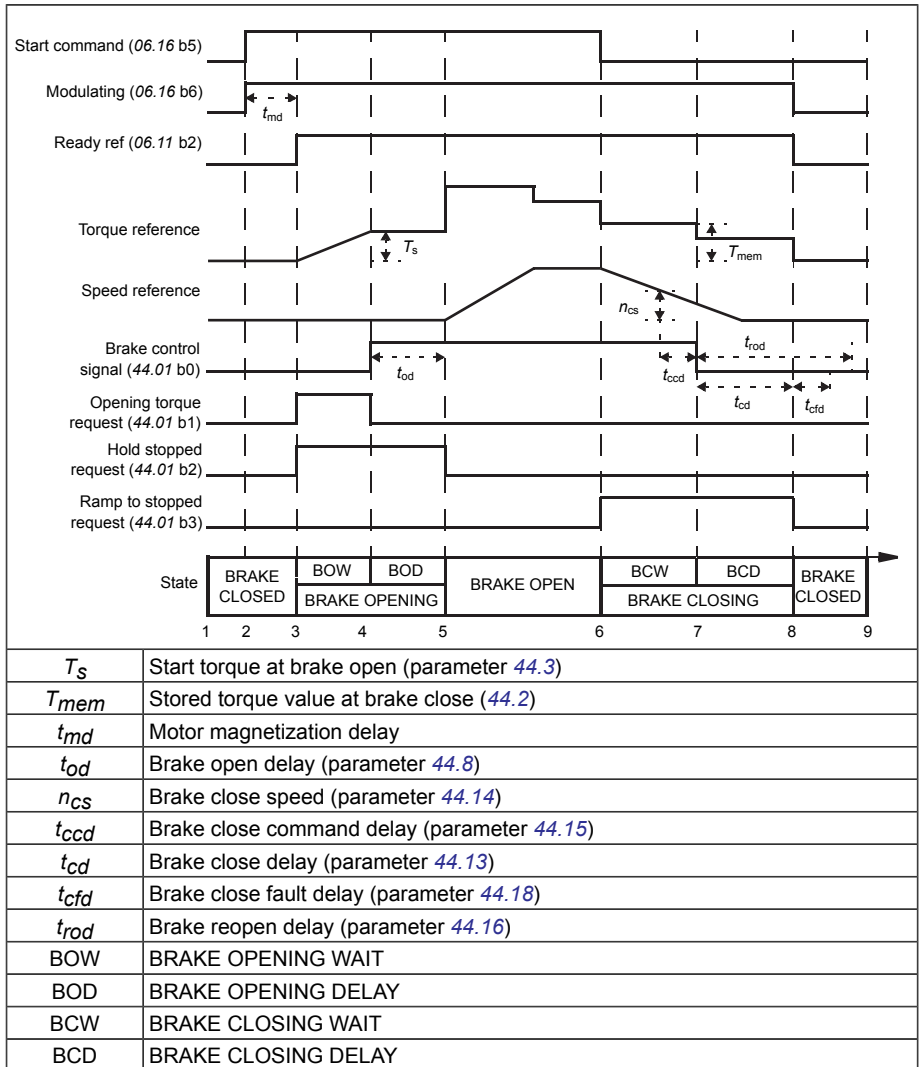 Start command (06.16 b5)
Modulating (06.16 b6)
tmd
Ready ref (06.11 b2)
Torque reference
Ts
Tmem
Speed reference
ncs
Brake control
signal (44.01 b0)
tod
tccd
trod
tcd
tcfd
Opening torque
request (44.01 b1)
Hold stopped
request (44.01 b2)
Ramp to stopped
request (44.01 b3)
State
BRAKE
CLOSED
BOW
BOD
BRAKE OPENING
BRAKE OPEN
BCW
BCD
BRAKE CLOSING
BRAKE
CLOSED
1 2 3 4 5 6 7 8 9
Ts Start torque at brake open (parameter 44.3)
Tmem Stored torque value at brake close (44.2)
tmd Motor magnetization delay
tod Brake open delay (parameter 44.8)
nCS Brake close speed (parameter 44.14)
tccd Brake close command delay (parameter 44.15)
tcd Brake close delay (parameter 44.13)
tcfd Brake close fault delay (parameter 44.18)
trod Brake reopen delay (parameter 44.16)
BOW BRAKE OPENING WAIT
BOD BRAKE OPENING DELAY
BCW BRAKE CLOSING WAIT
BCD BRAKE CLOSING DELAY